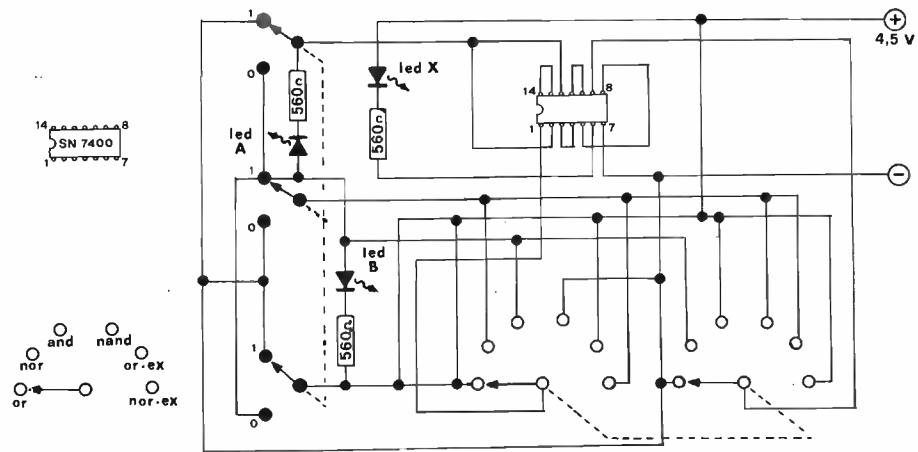 1
+
4,5 V
led X
14
8
0
560Ω
560Ω
1
7
14
8
SN 7400
1
7
led
A
1
−
0
led
B
560Ω
and
nand
nor
or-ex
or
nor-ex
1
0